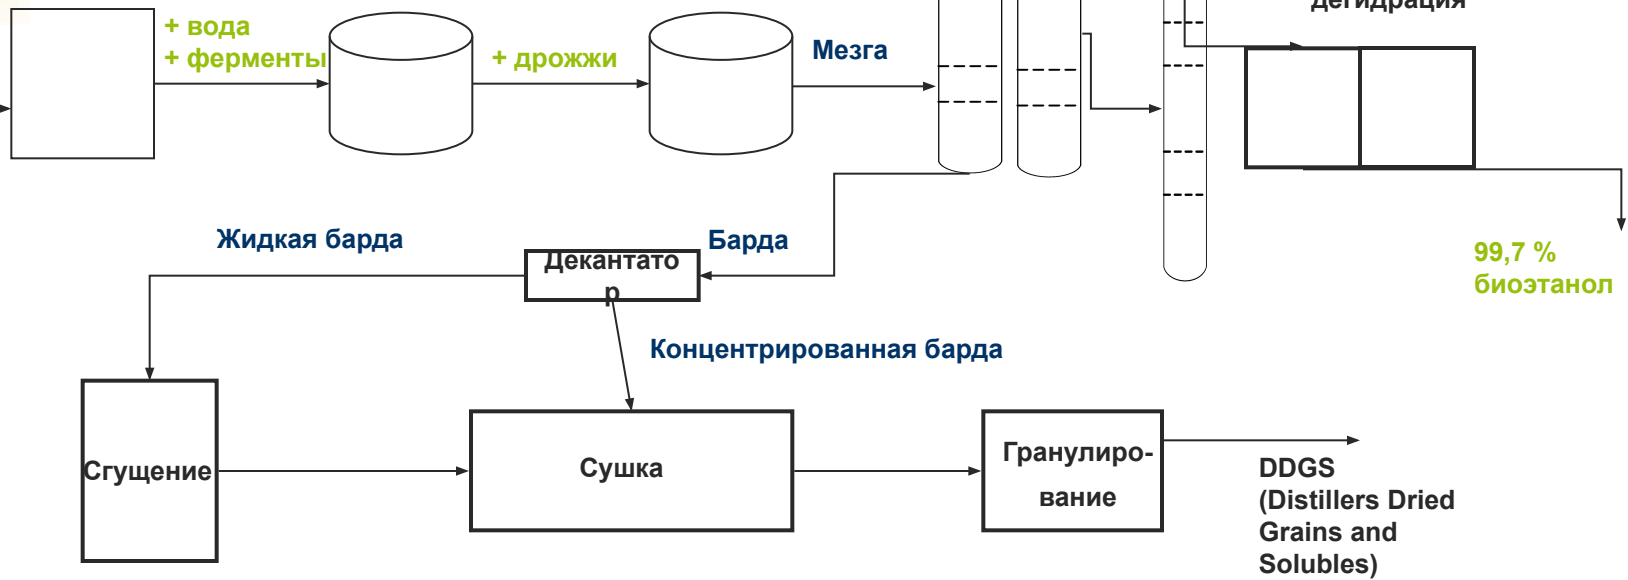 дегидрация
+ вода
+ ферменты
+ дрожжи
Мезга
Жидкая барда
Барда
Декантато
р
99,7 %
биоэтанол
Концентрированная барда
Сгущение
Сушка
Гранулиро-
вание
DDGS
(Distillers Dried
Grains and
Solubles)